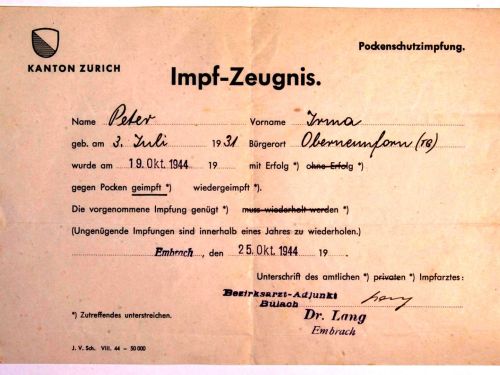 KANTON ZURICH
Pockenschutzimpfung.
Impf-Zeugnis.
Name Peter Vorname Irma
geb. am 3. Juli 1931 Bürgerort Oberneunforn (TG)
wurde am 19. Okt. 1944 19 mit Erfolg *) ohne Erfolg *)
gegen Pocken geimpft *) wiedergeimpft *).
Die vorgenommene Impfung genügt *) muss wiederholt werden *)
(Ungenügende Impfungen sind innerhalb eines Jahres zu wiederholen.)
Embrach, den 25. Okt. 1944 19
Unterschrift des amtlichen *) privaten *) Impfarztes:
Bezirksarzt-Adjunkt
Bülach
Lang
*) Zutreffendes unterstreichen.
Dr. Lang
Embrach
J. V. Sch. VIII. 44 – 50 000